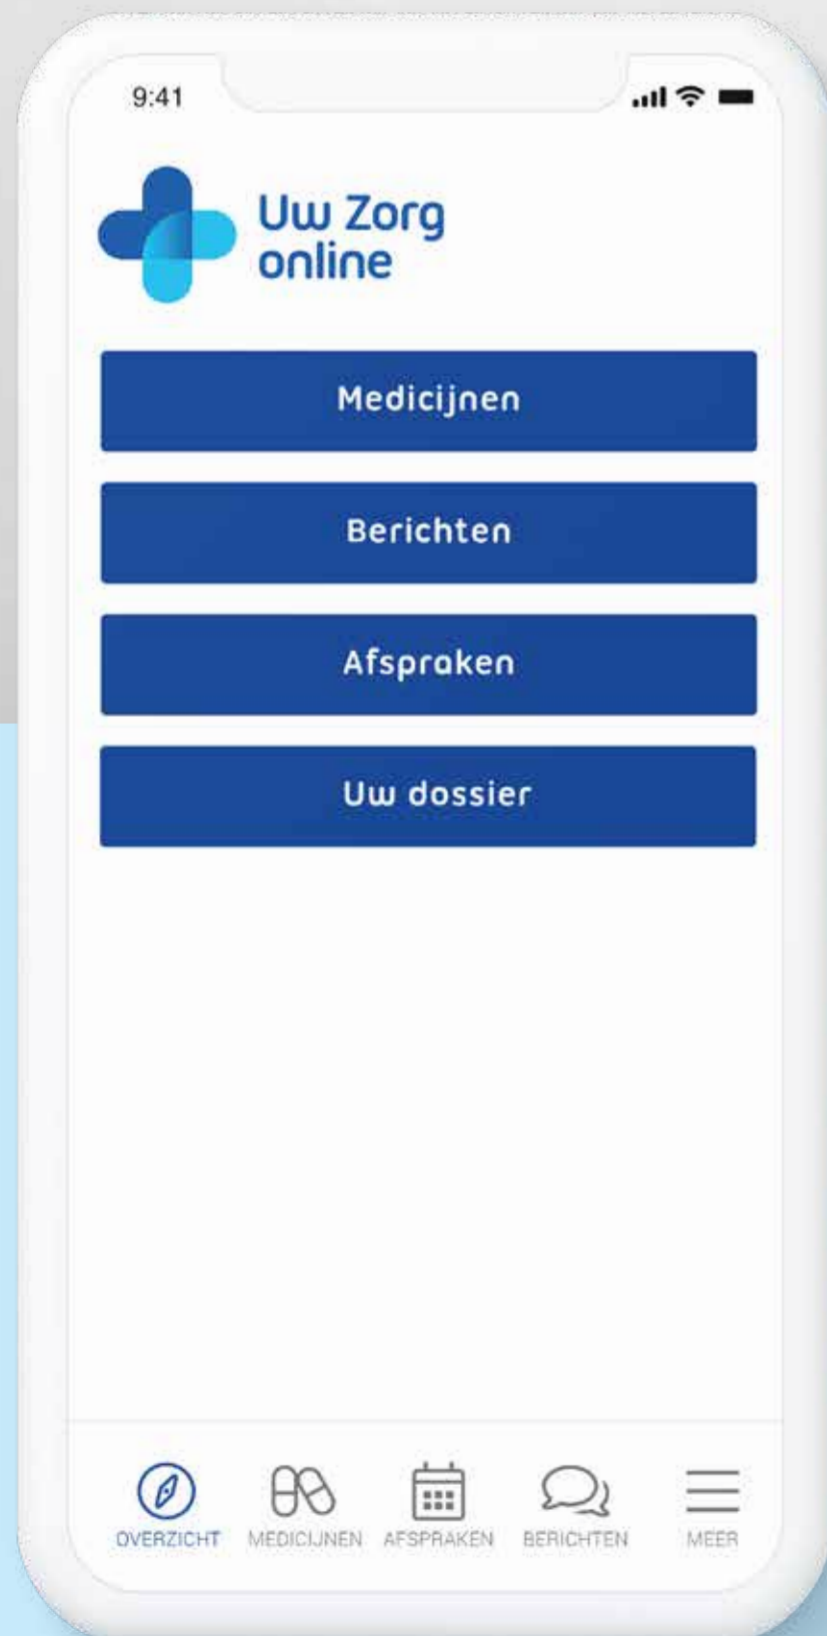 9:41
Uw Zorg
online
Medicijnen
Berichten
Afspraken
Uw dossier
OVERZICHT MEDICIJNEN AFSPRAKEN BERICHTEN MEER